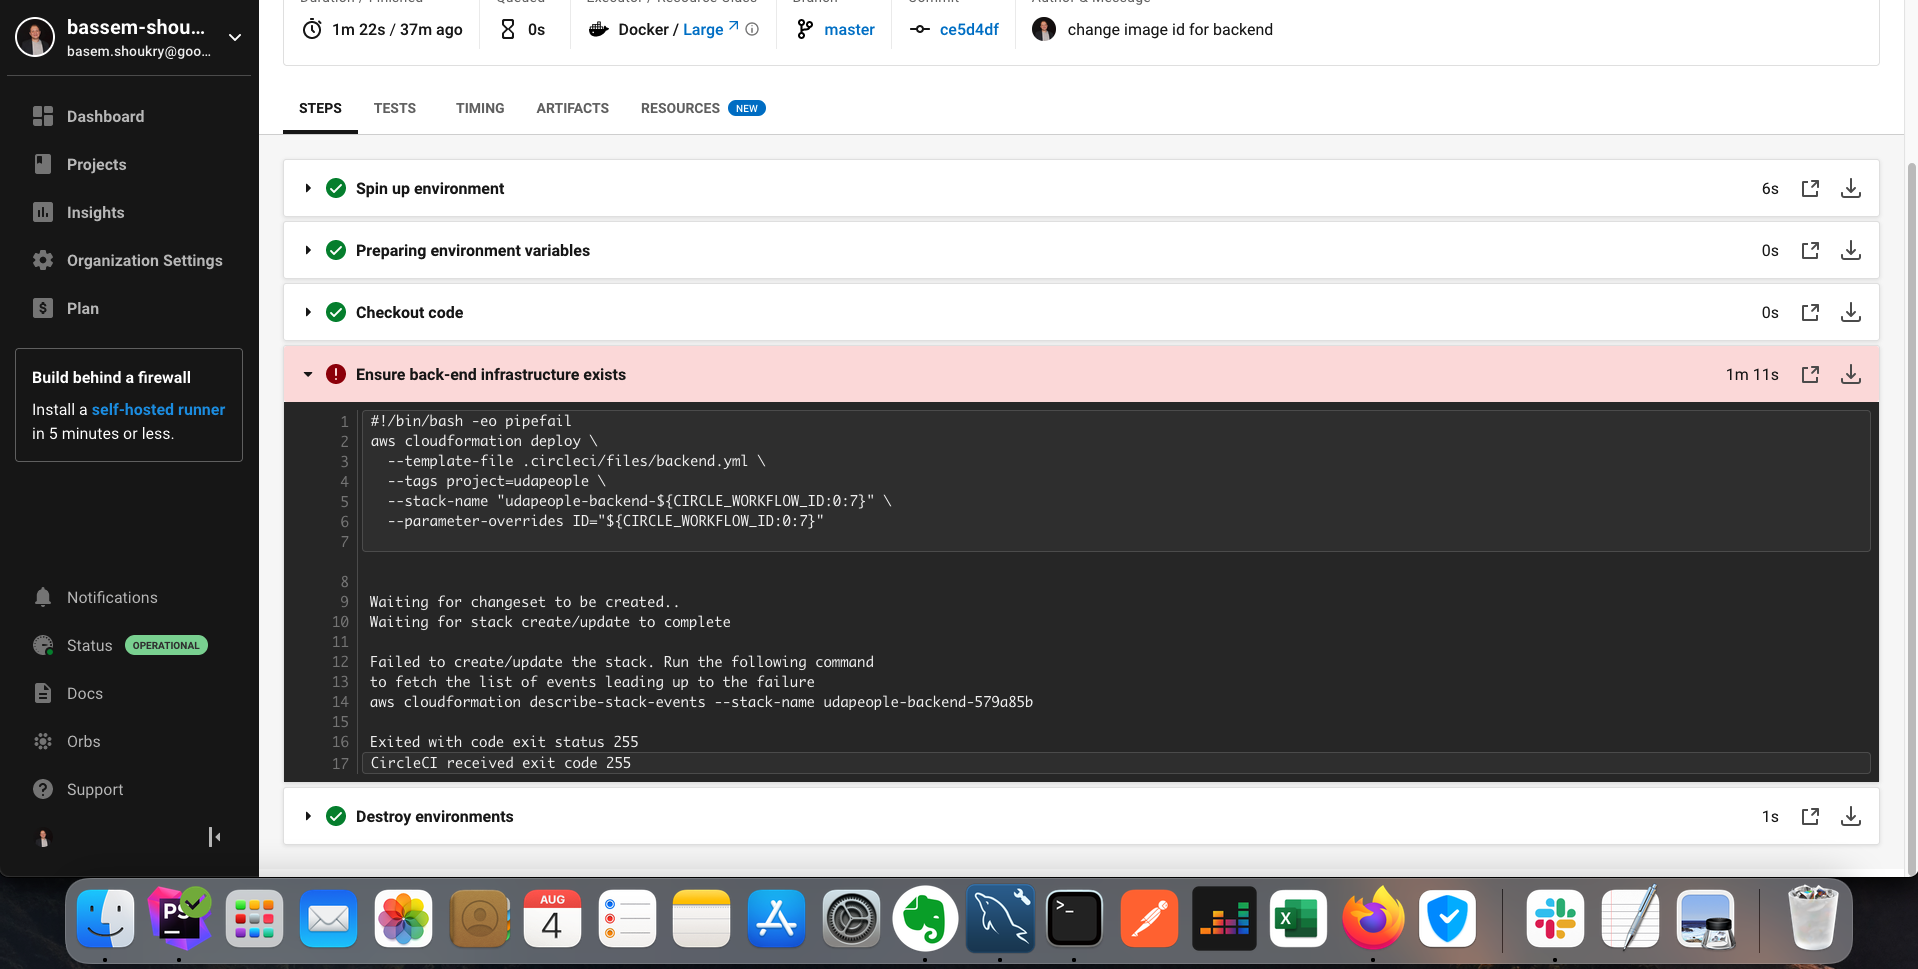 bassem-shou...
basem.shoukry@goo...
Dashboard
Projects
Insights
Organization Settings
Plan
Build behind a firewall
Install a self-hosted runner
in 5 minutes or less.
Notifications
Status OPERATIONAL
Docs
Orbs
Support
1m 22s / 37m ago
0s
Docker / Large
master
ce5d4df
change image id for backend
STEPS TESTS TIMING ARTIFACTS RESOURCES NEW
Spin up environment 6s
Preparing environment variables 0s
Checkout code 0s
Ensure back-end infrastructure exists 1m 11s
1 #!/bin/bash -eo pipefail
2 aws cloudformation deploy \
3 --template-file .circleci/files/backend.yml \
4 --tags project=udapeople \
5 --stack-name "udapeople-backend-${CIRCLE_WORKFLOW_ID:0:7}" \
6 --parameter-overrides ID="${CIRCLE_WORKFLOW_ID:0:7}"
7
8
9 Waiting for changeset to be created..
10 Waiting for stack create/update to complete
11
12 Failed to create/update the stack. Run the following command
13 to fetch the list of events leading up to the failure
14 aws cloudformation describe-stack-events --stack-name udapeople-backend-579a85b
15
16 Exited with code exit status 255
17 CircleCI received exit code 255
Destroy environments 1s
PS
AUG
4